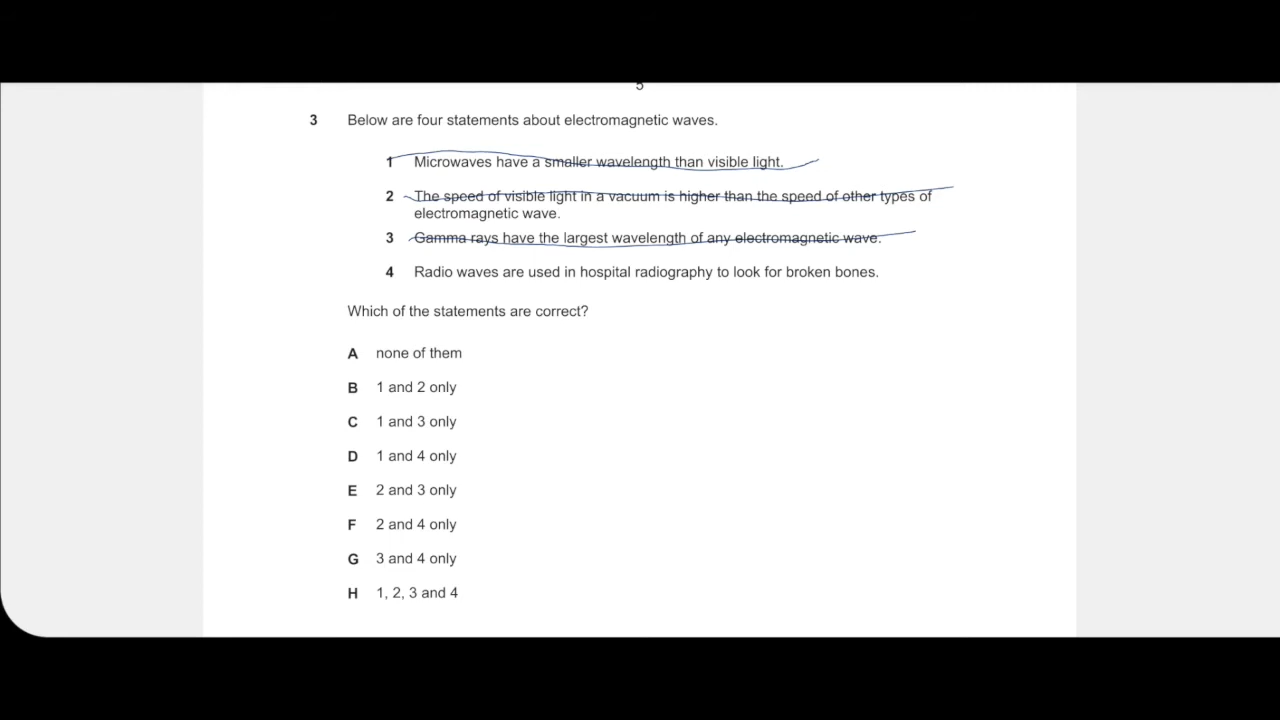 5
3 Below are four statements about electromagnetic waves.
1 Microwaves have a smaller wavelength than visible light.
2 The speed of visible light in a vacuum is higher than the speed of other types of
electromagnetic wave.
3 Gamma rays have the largest wavelength of any electromagnetic wave.
4 Radio waves are used in hospital radiography to look for broken bones.
Which of the statements are correct?
A none of them
B 1 and 2 only
C 1 and 3 only
D 1 and 4 only
E 2 and 3 only
F 2 and 4 only
G 3 and 4 only
H 1, 2, 3 and 4